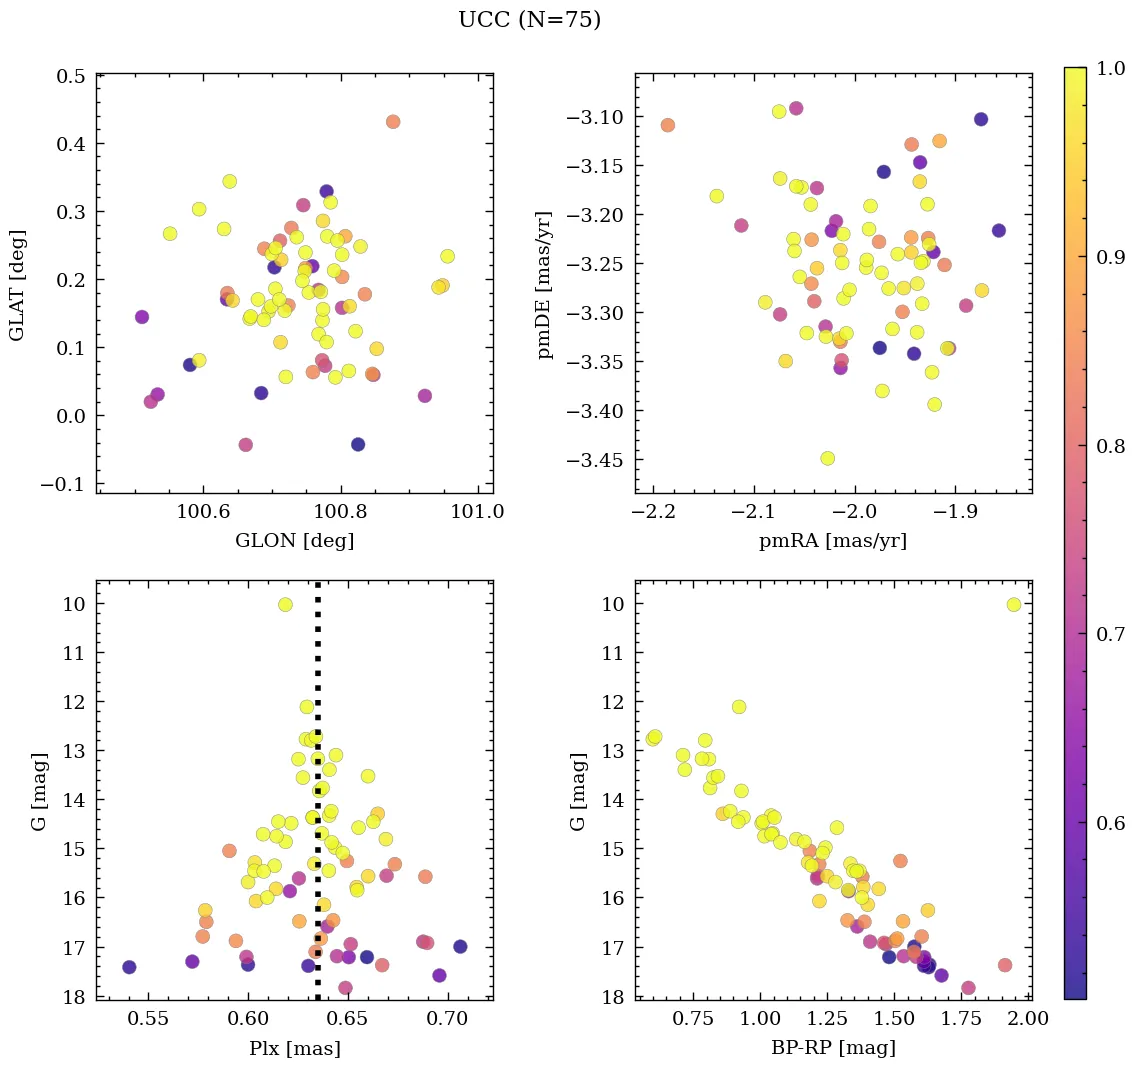 UCC (N=75)
0.5
0.4
0.3
0.2
0.1
0.0
−0.1
GLAT [deg]
100.6 100.8 101.0
GLON [deg]
−3.10
−3.15
−3.20
−3.25
−3.30
−3.35
−3.40
−3.45
pmDE [mas/yr]
−2.2 −2.1 −2.0 −1.9
pmRA [mas/yr]
10
11
12
13
14
15
16
17
18
G [mag]
0.55 0.60 0.65 0.70
Plx [mas]
10
11
12
13
14
15
16
17
18
G [mag]
0.75 1.00 1.25 1.50 1.75 2.00
BP-RP [mag]
1.0
0.9
0.8
0.7
0.6